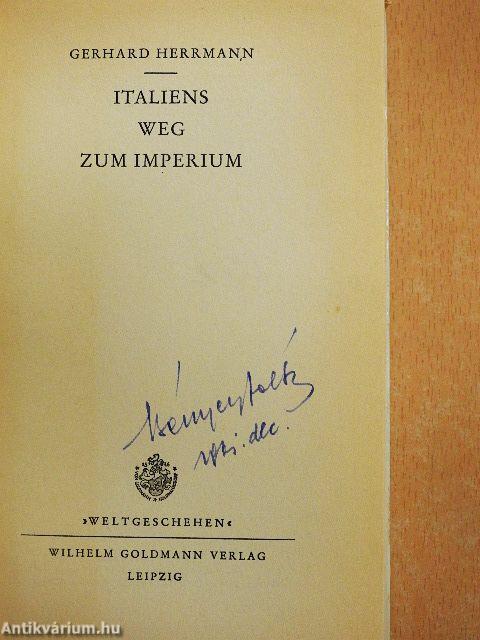 GERHARD HERRMANN
ITALIENS
WEG
ZUM IMPERIUM
»WELTGESCHEHEN«
WILHELM GOLDMANN VERLAG
LEIPZIG
Antikvárium.hu